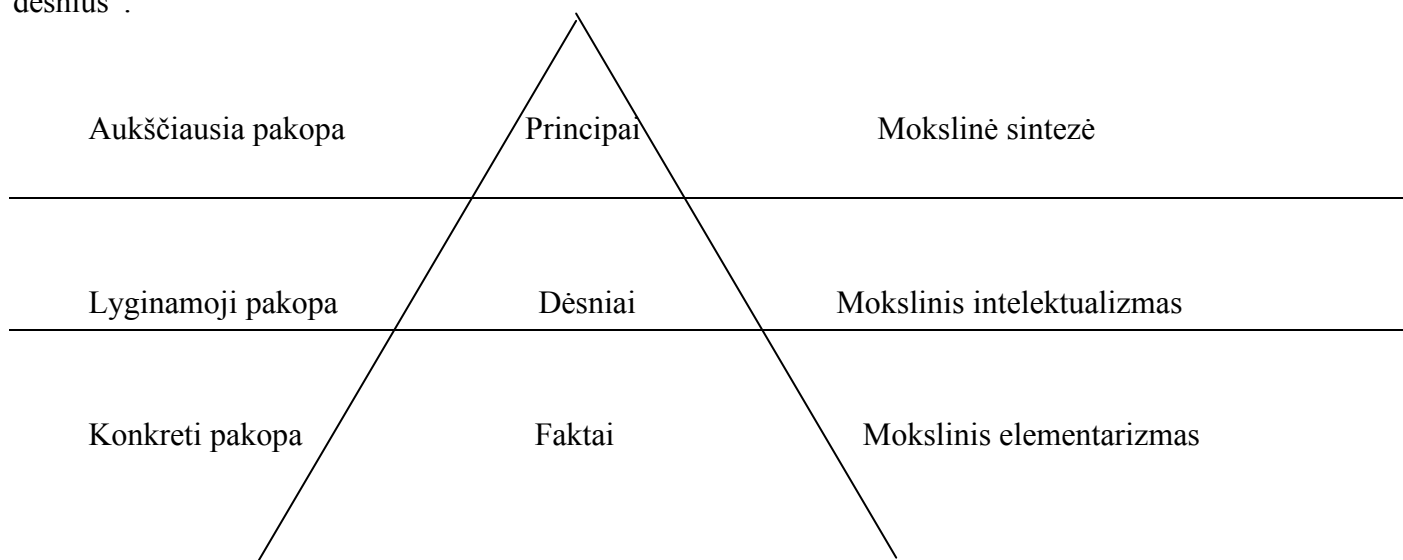 dėsnius“.
Aukščiausia pakopa Principai Mokslinė sintezė
Lyginamoji pakopa Dėsniai Mokslinis intelektualizmas
Konkreti pakopa Faktai Mokslinis elementarizmas